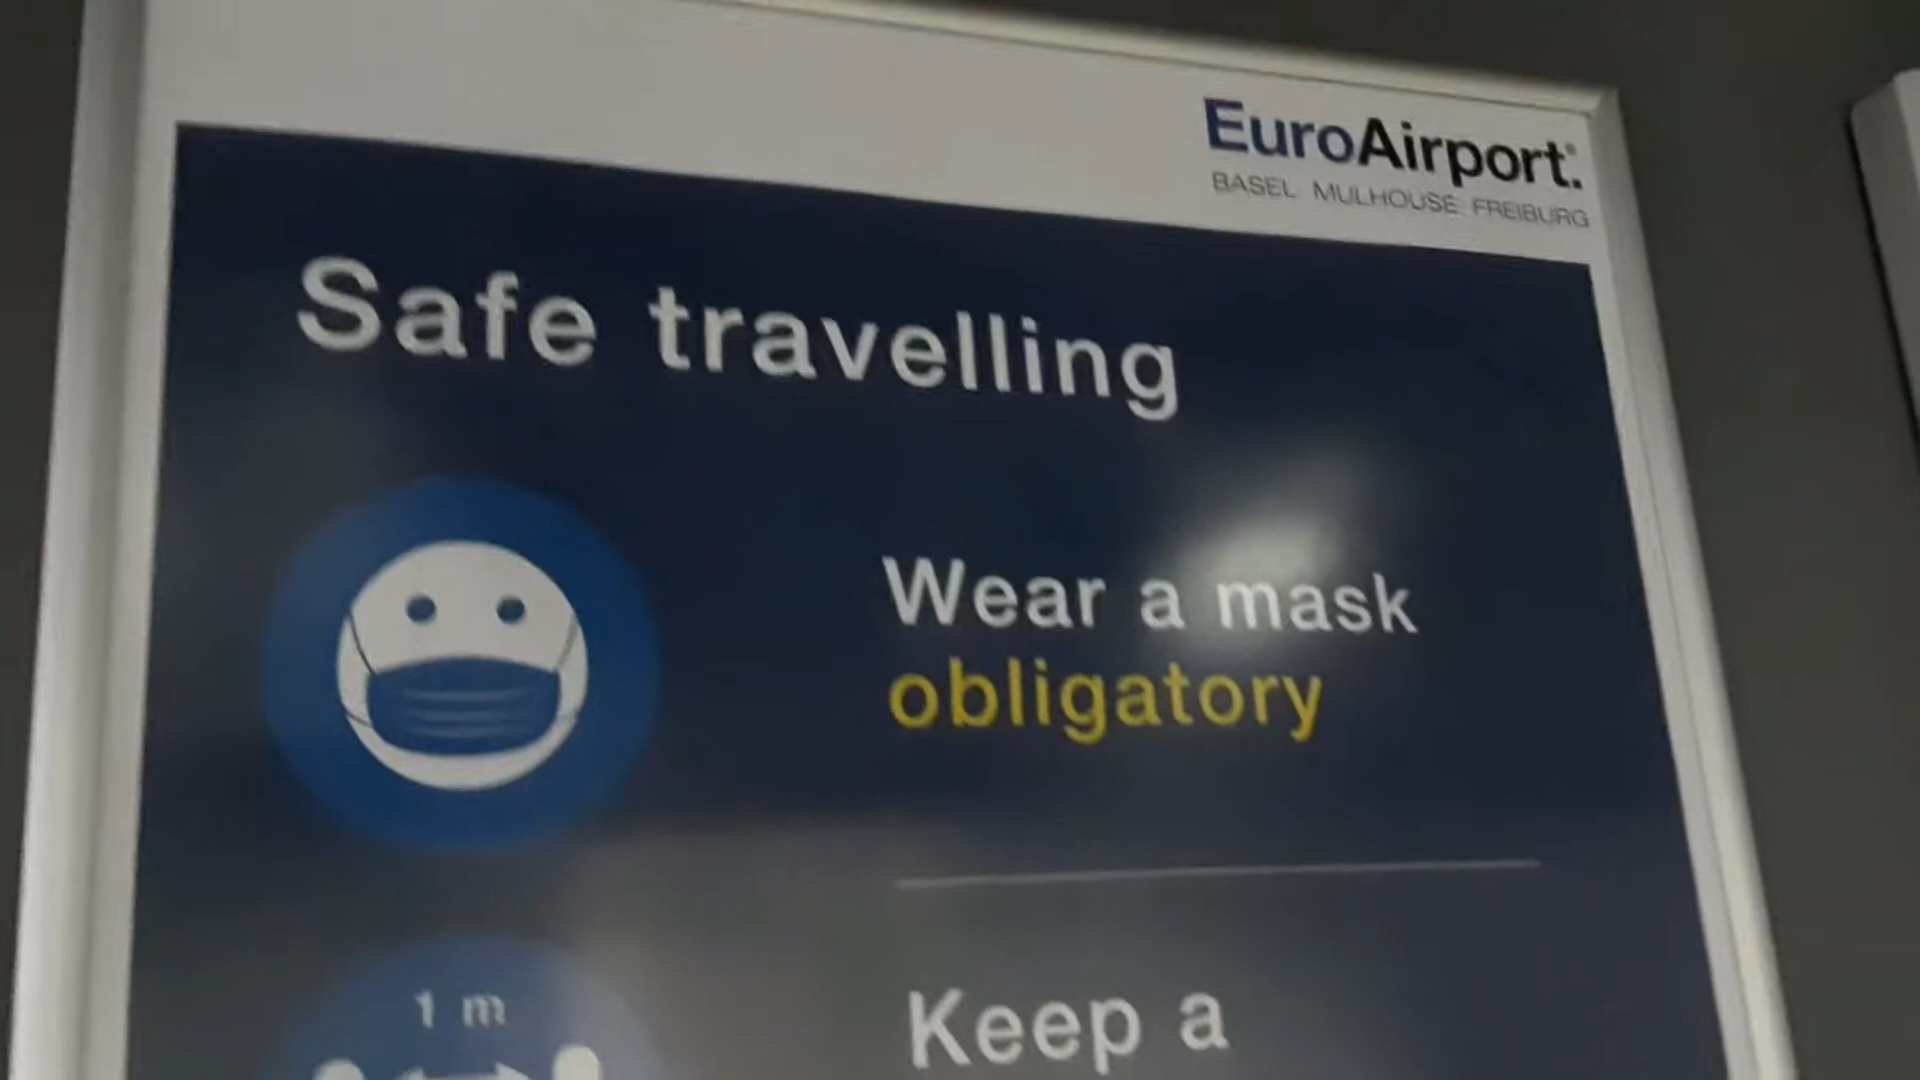 EuroAirport.
BASEL MULHOUSE FREIBURG
Safe travelling
Wear a mask
obligatory
1 m
Keep a